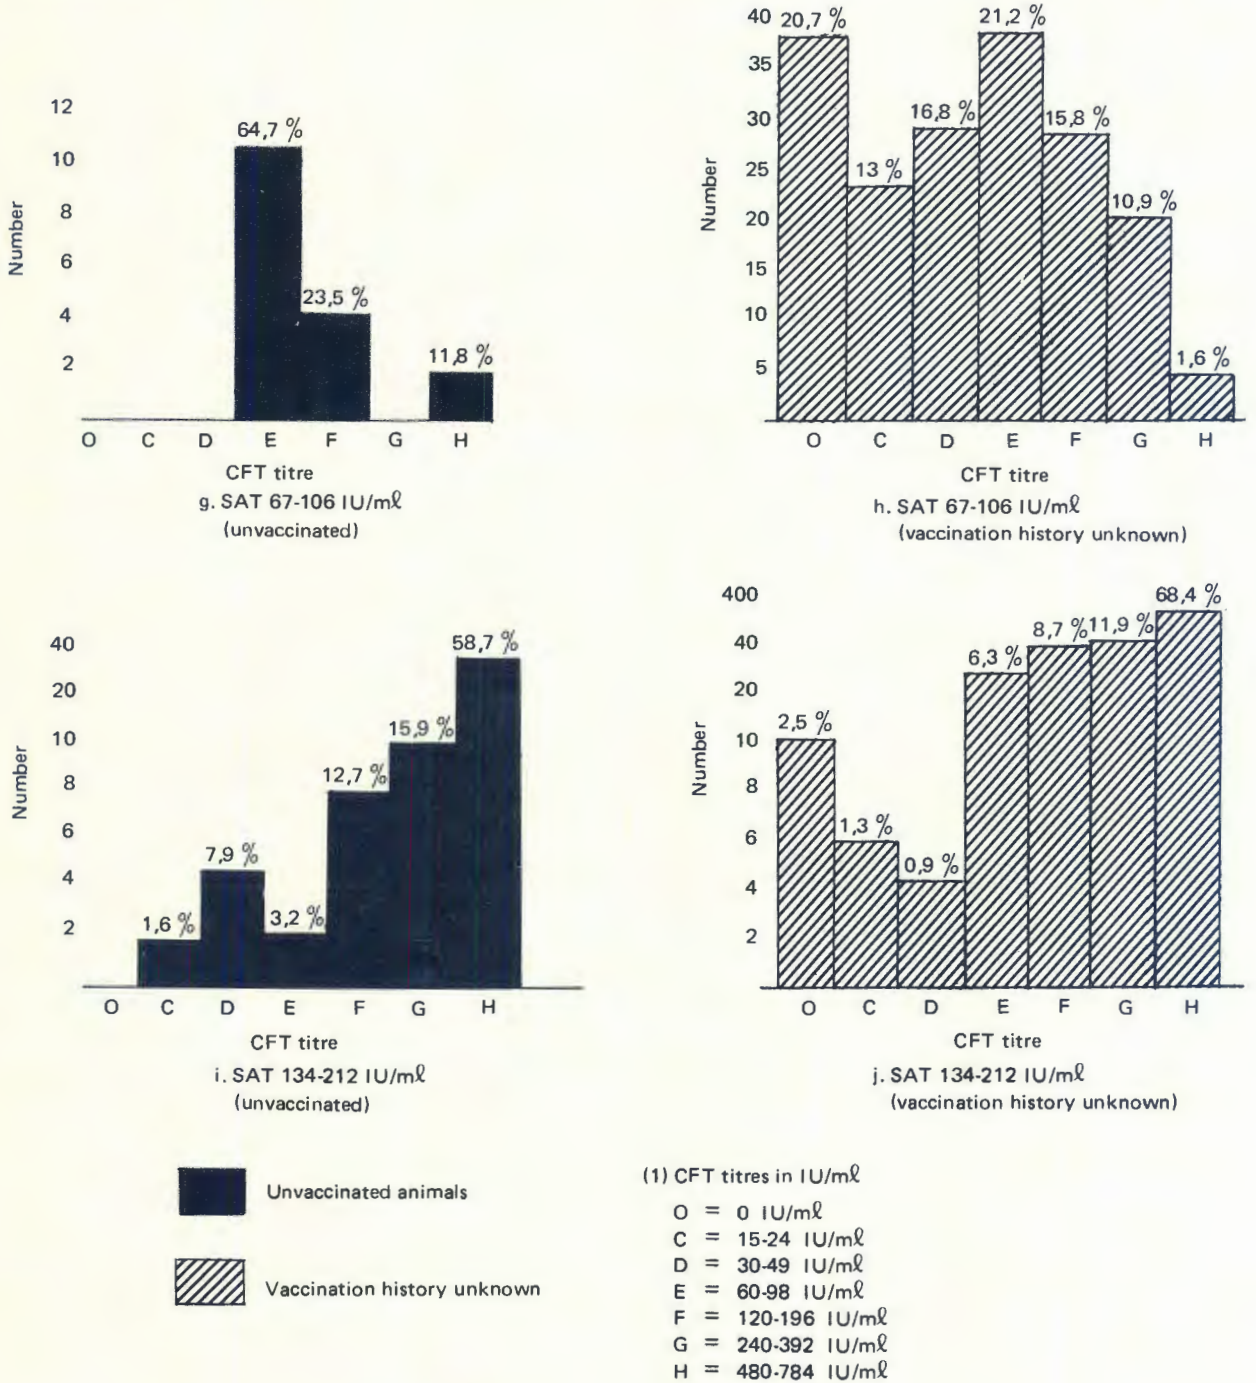 12
10
8
6
4
2
Number
64,7 %
23,5 %
11,8 %
O C D E F G H
CFT titre
g. SAT 67-106 IU/mℓ
(unvaccinated)
40
35
30
25
20
15
10
5
Number
20,7 %
13 %
16,8 %
21,2 %
15,8 %
10,9 %
1,6 %
O C D E F G H
CFT titre
h. SAT 67-106 IU/mℓ
(vaccination history unknown)
40
20
10
8
6
4
2
Number
1,6 %
7,9 %
3,2 %
12,7 %
15,9 %
58,7 %
O C D E F G H
CFT titre
i. SAT 134-212 IU/mℓ
(unvaccinated)
400
40
20
10
8
6
4
2
Number
2,5 %
1,3 %
0,9 %
6,3 %
8,7 %
11,9 %
68,4 %
O C D E F G H
CFT titre
j. SAT 134-212 IU/mℓ
(vaccination history unknown)
Unvaccinated animals
Vaccination history unknown
(1) CFT titres in IU/mℓ
O = 0 IU/mℓ
C = 15-24 IU/mℓ
D = 30-49 IU/mℓ
E = 60-98 IU/mℓ
F = 120-196 IU/mℓ
G = 240-392 IU/mℓ
H = 480-784 IU/mℓ